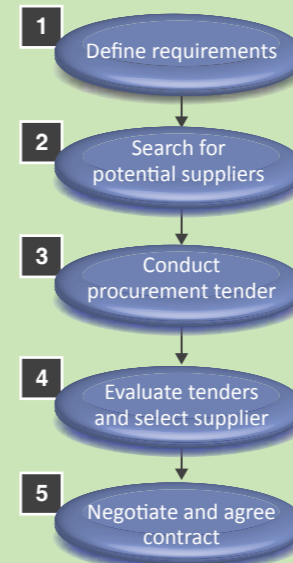 1
Define requirements
2
Search for
potential suppliers
3
Conduct
procurement tender
4
Evaluate tenders
and select supplier
5
Negotiate and agree
contract